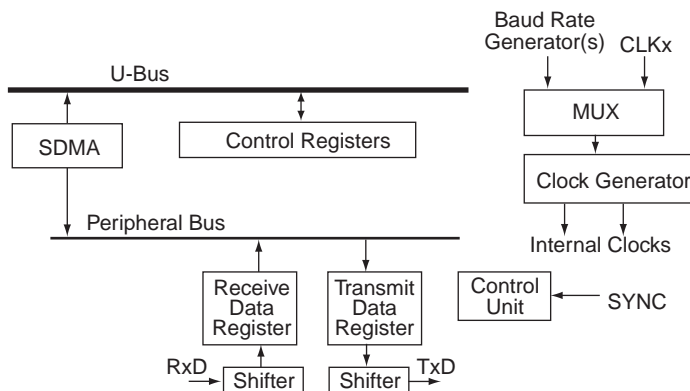 Baud Rate
Generator(s)
CLKx
U-Bus
MUX
SDMA
Control Registers
Clock Generator
Peripheral Bus
Internal Clocks
Receive
Data
Register
Transmit
Data
Register
Control
Unit
SYNC
RxD
Shifter
Shifter
TxD